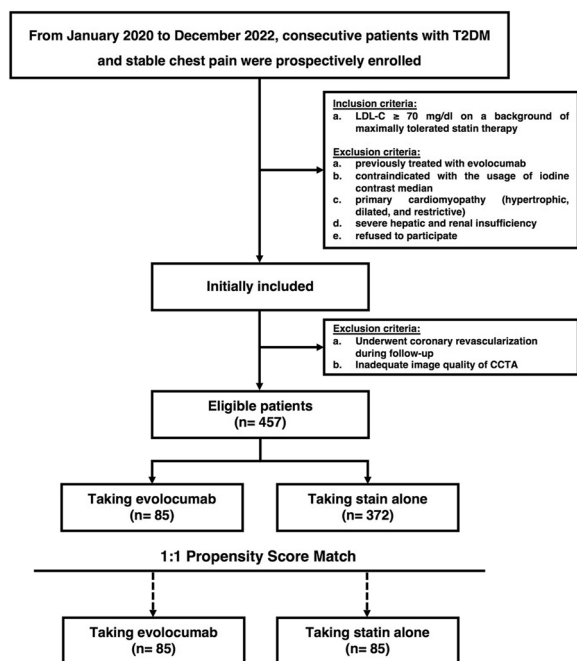 From January 2020 to December 2022, consecutive patients with T2DM
and stable chest pain were prospectively enrolled
Inclusion criteria:
a. LDL-C ≥ 70 mg/dl on a background of
maximally tolerated statin therapy
Exclusion criteria:
a. previously treated with evolocumab
b. contraindicated with the usage of iodine
contrast median
c. primary cardiomyopathy (hypertrophic,
dilated, and restrictive)
d. severe hepatic and renal insufficiency
e. refused to participate
Initially included
Exclusion criteria:
a. Underwent coronary revascularization
during follow-up
b. Inadequate image quality of CCTA
Eligible patients
(n= 457)
Taking evolocumab
(n= 85)
Taking stain alone
(n= 372)
1:1 Propensity Score Match
Taking evolocumab
(n= 85)
Taking statin alone
(n= 85)